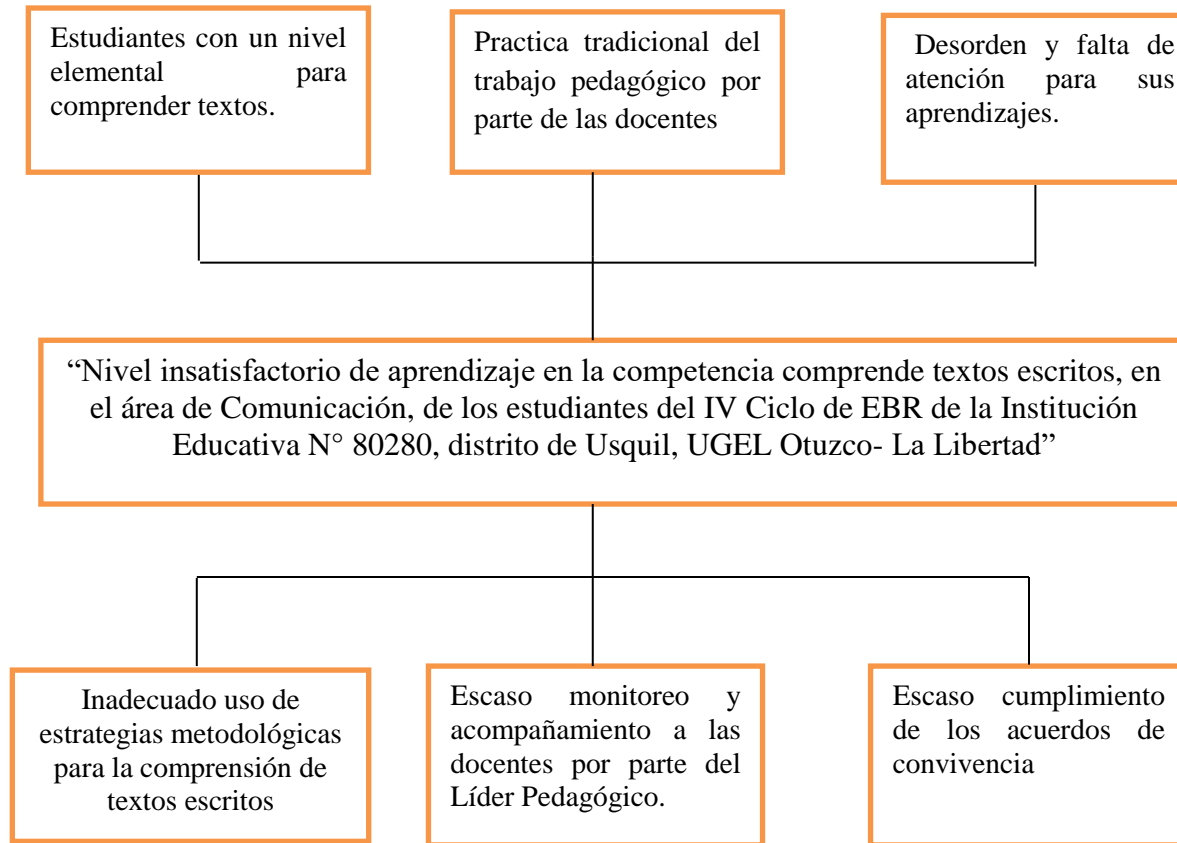 Estudiantes con un nivel
elemental para
comprender textos.
Practica tradicional del
trabajo pedagógico por
parte de las docentes
Desorden y falta de
atención para sus
aprendizajes.
“Nivel insatisfactorio de aprendizaje en la competencia comprende textos escritos, en
el área de Comunicación, de los estudiantes del IV Ciclo de EBR de la Institución
Educativa N° 80280, distrito de Usquil, UGEL Otuzco- La Libertad”
Inadecuado uso de
estrategias metodológicas
para la comprensión de
textos escritos
Escaso monitoreo y
acompañamiento a las
docentes por parte del
Líder Pedagógico.
Escaso cumplimiento
de los acuerdos de
convivencia